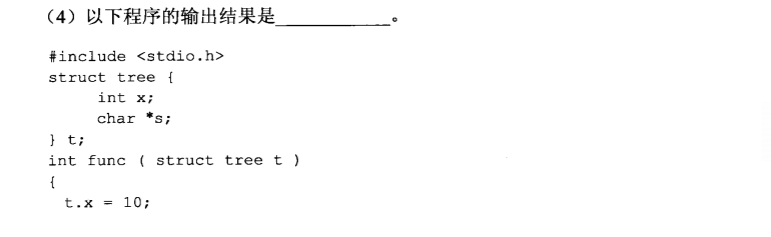 （4）以下程序的输出结果是____________。
#include <stdio.h>
struct tree {
int x;
char *s;
} t;
int func ( struct tree t )
{
t.x = 10;